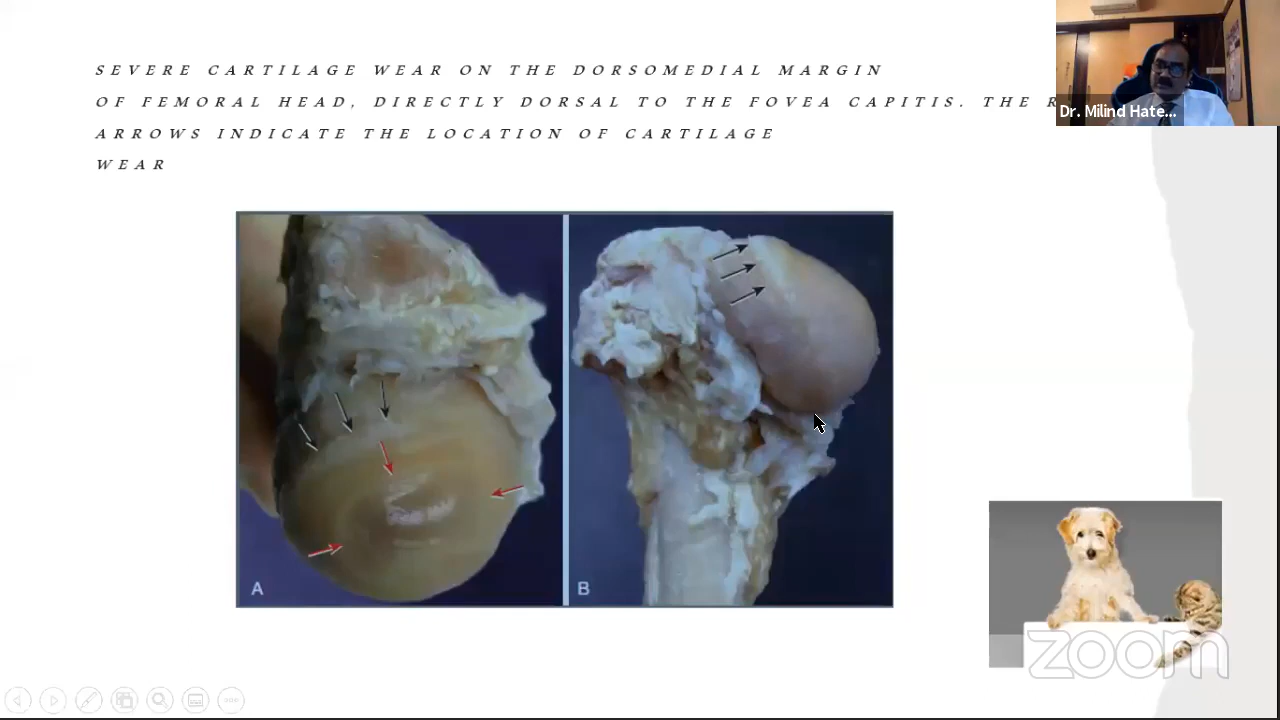 SEVERE CARTILAGE WEAR ON THE DORSOMEDIAL MARGIN
OF FEMORAL HEAD, DIRECTLY DORSAL TO THE FOVEA CAPITIS. THE R
ARROWS INDICATE THE LOCATION OF CARTILAGE
WEAR
Dr. Milind Hate...
A
B
zoom